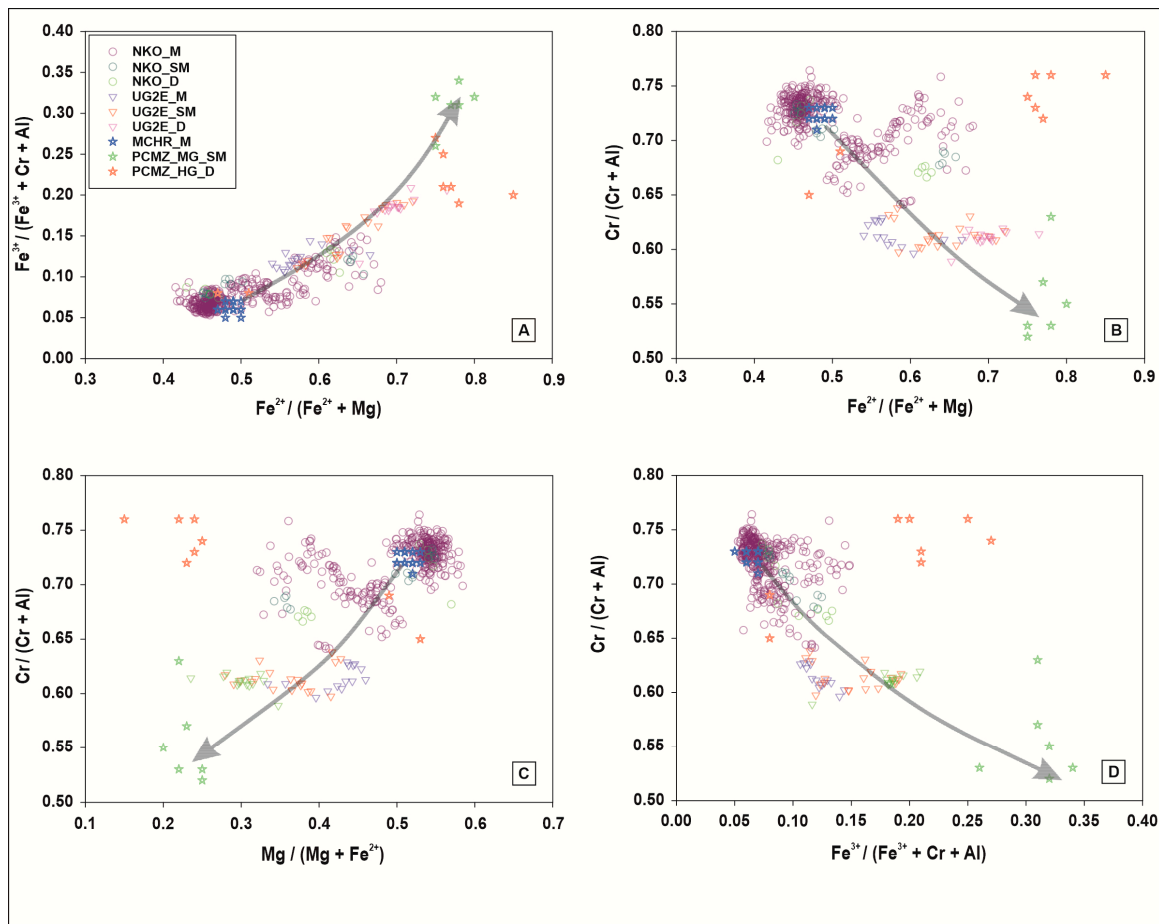 0.40
0.35
0.30
0.25
0.20
0.15
0.10
0.05
0.00
Fe³⁺ / (Fe³⁺ + Cr + Al)
NKO_M
NKO_SM
NKO_D
UG2E_M
UG2E_SM
UG2E_D
MCHR_M
PCMZ_MG_SM
PCMZ_HG_D
A
0.3 0.4 0.5 0.6 0.7 0.8 0.9
Fe²⁺ / (Fe²⁺ + Mg)
0.80
0.75
0.70
0.65
0.60
0.55
0.50
Cr / (Cr + Al)
B
0.3 0.4 0.5 0.6 0.7 0.8 0.9
Fe²⁺ / (Fe²⁺ + Mg)
0.80
0.75
0.70
0.65
0.60
0.55
0.50
Cr / (Cr + Al)
C
0.1 0.2 0.3 0.4 0.5 0.6 0.7
Mg / (Mg + Fe²⁺)
0.80
0.75
0.70
0.65
0.60
0.55
0.50
Cr / (Cr + Al)
D
0.00 0.05 0.10 0.15 0.20 0.25 0.30 0.35 0.40
Fe³⁺ / (Fe³⁺ + Cr + Al)